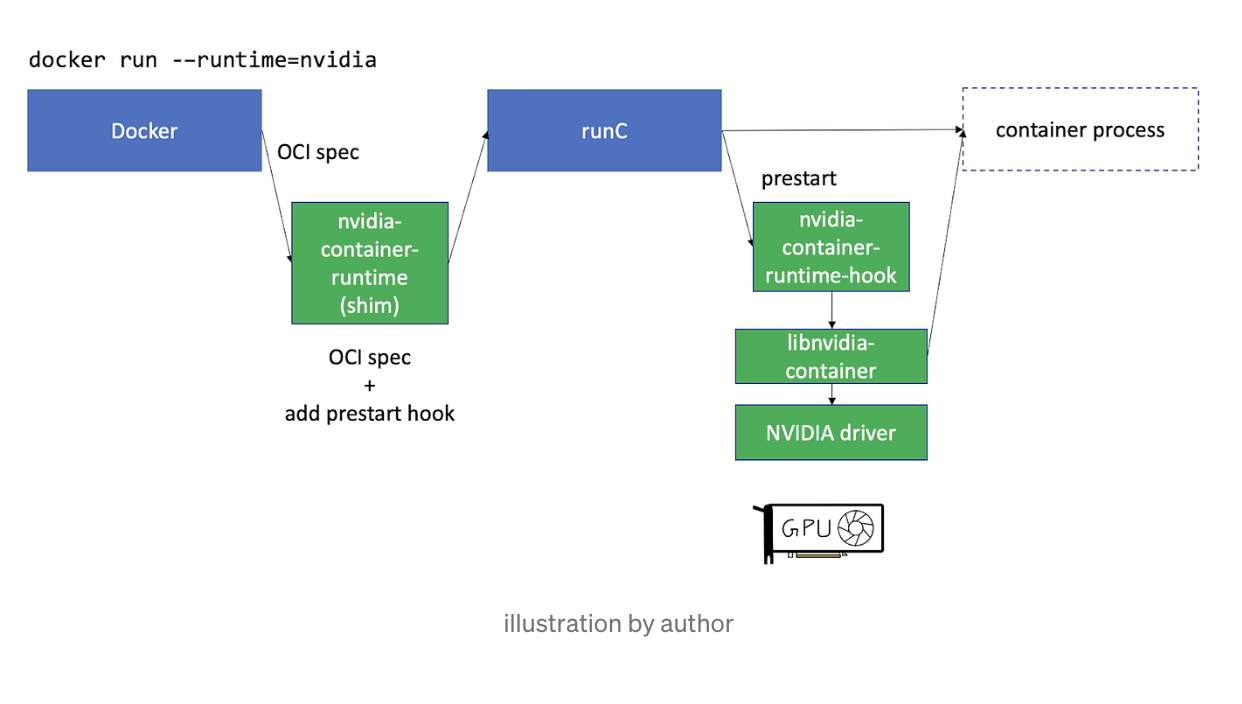 docker run --runtime=nvidia
Docker
OCI spec
nvidia-
container-
runtime
(shim)
OCI spec
+
add prestart hook
runC
prestart
nvidia-
container-
runtime-hook
libnvidia-
container
NVIDIA driver
GPU
container process
illustration by author